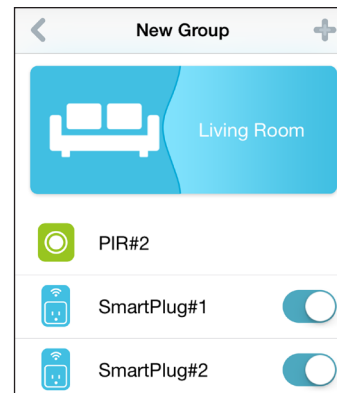 New Group
Living Room
PIR#2
SmartPlug#1
SmartPlug#2